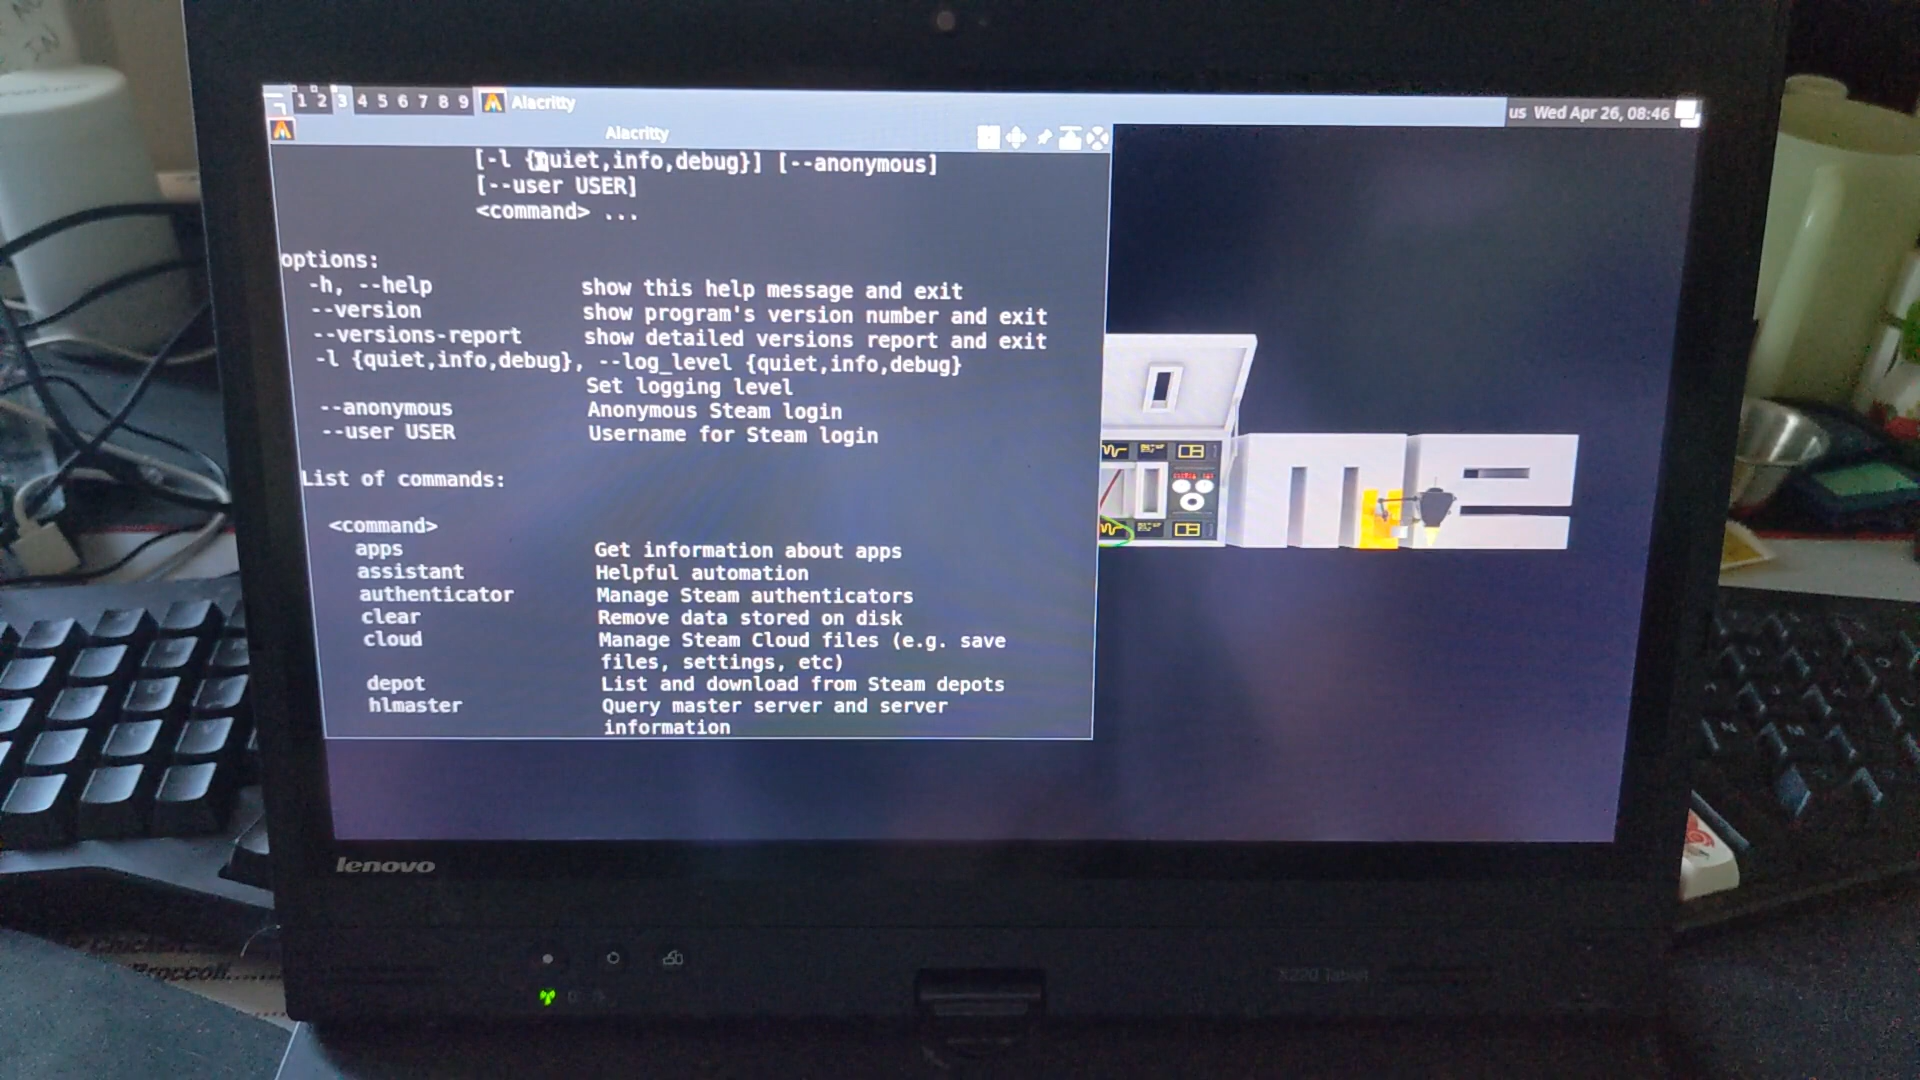 1 2 3 4 5 6 7 8 9 Alacritty
us Wed Apr 26, 08:46
Alacritty
[-l {quiet,info,debug}] [--anonymous]
[--user USER]
<command> ...
options:
-h, --help show this help message and exit
--version show program's version number and exit
--versions-report show detailed versions report and exit
-l {quiet,info,debug}, --log_level {quiet,info,debug}
Set logging level
--anonymous Anonymous Steam login
--user USER Username for Steam login
List of commands:
<command>
apps Get information about apps
assistant Helpful automation
authenticator Manage Steam authenticators
clear Remove data stored on disk
cloud Manage Steam Cloud files (e.g. save
files, settings, etc)
depot List and download from Steam depots
hlmaster Query master server and server
information
me
lenovo
X220 Tablet
Broccoli